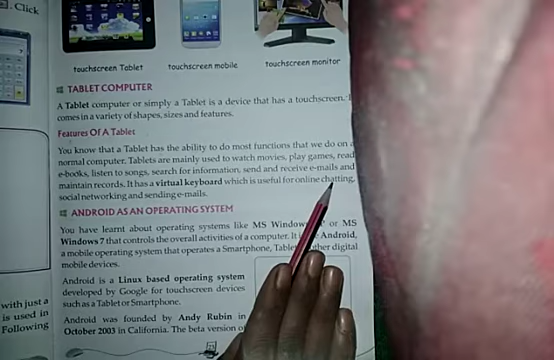 . Click
touchscreen Tablet
touchscreen mobile
touchscreen monitor
TABLET COMPUTER
A Tablet computer or simply a Tablet is a device that has a touchscreen.
comes in a variety of shapes, sizes and features.
Features Of A Tablet
You know that a Tablet has the ability to do most functions that we do on a
normal computer. Tablets are mainly used to watch movies, play games, read
e-books, listen to songs, search for information, send and receive e-mails and
maintain records. It has a virtual keyboard which is useful for online chatting,
social networking and sending e-mails.
ANDROID AS AN OPERATING SYSTEM
You have learnt about operating systems like MS Window or MS
Windows 7 that controls the overall activities of a computer. It Android,
a mobile operating system that operates a Smartphone, Table other digital
mobile devices.
Android is a Linux based operating system
developed by Google for touchscreen devices
such as a Tablet or Smartphone.
Android was founded by Andy Rubin in
October 2003 in California. The beta version o
with just a
is used in
Following